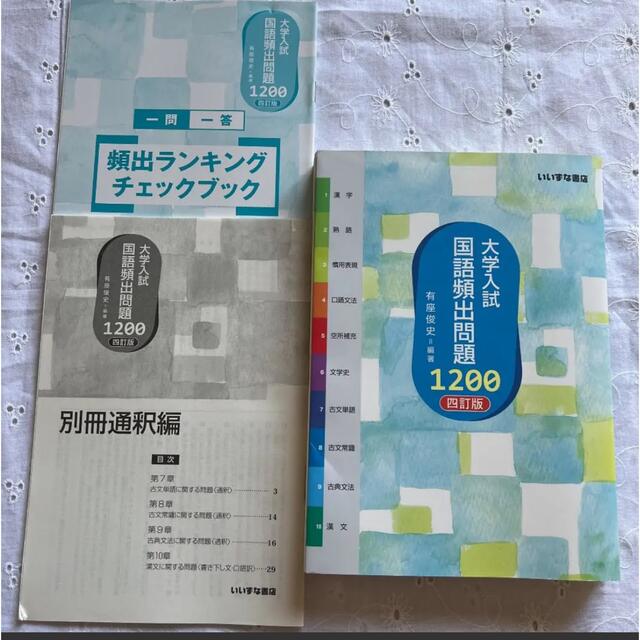 大学入試
国語頻出問題
1200
四訂版
一問一答
頻出ランキング
チェックブック
大学入試
国語頻出問題
有座俊史=編著
1200
四訂版
別冊通釈編
目次
第7章
古文単語に関する問題(通釈)……3
第8章
古文常識に関する問題(通釈)……14
第9章
古典文法に関する問題(通釈)……16
第10章
漢文に関する問題(書き下し文・口語訳)……29
いいずな書店
いいずな書店
1 漢字
2 熟語
3 慣用表現
4 口語文法
5 空所補充
6 文学史
7 古文単語
8 古文常識
9 古典文法
10 漢文
大学入試
国語頻出問題
有座俊史=編著
1200
四訂版